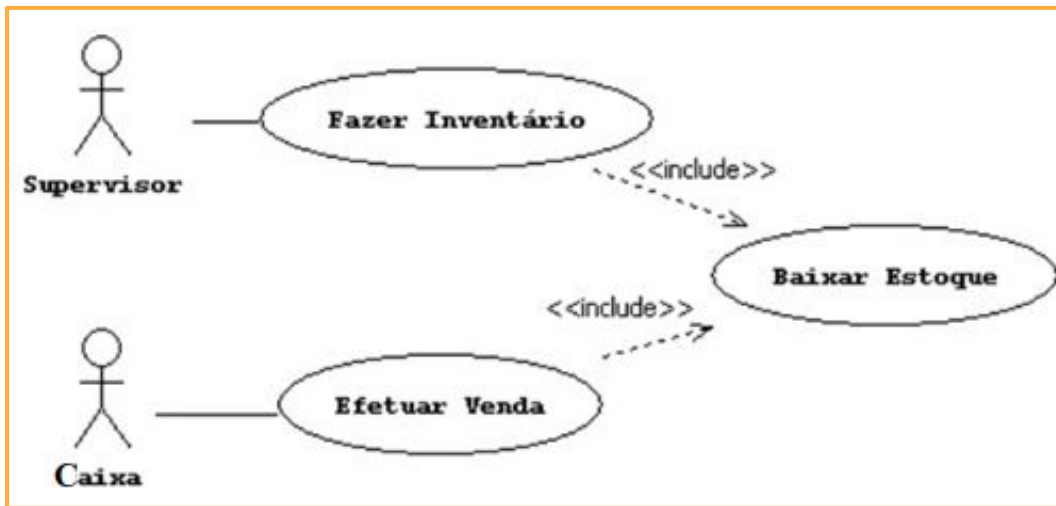 Fazer Inventário
<<include>>
Supervisor
Baixar Estoque
<<include>>
Efetuar Venda
Caixa